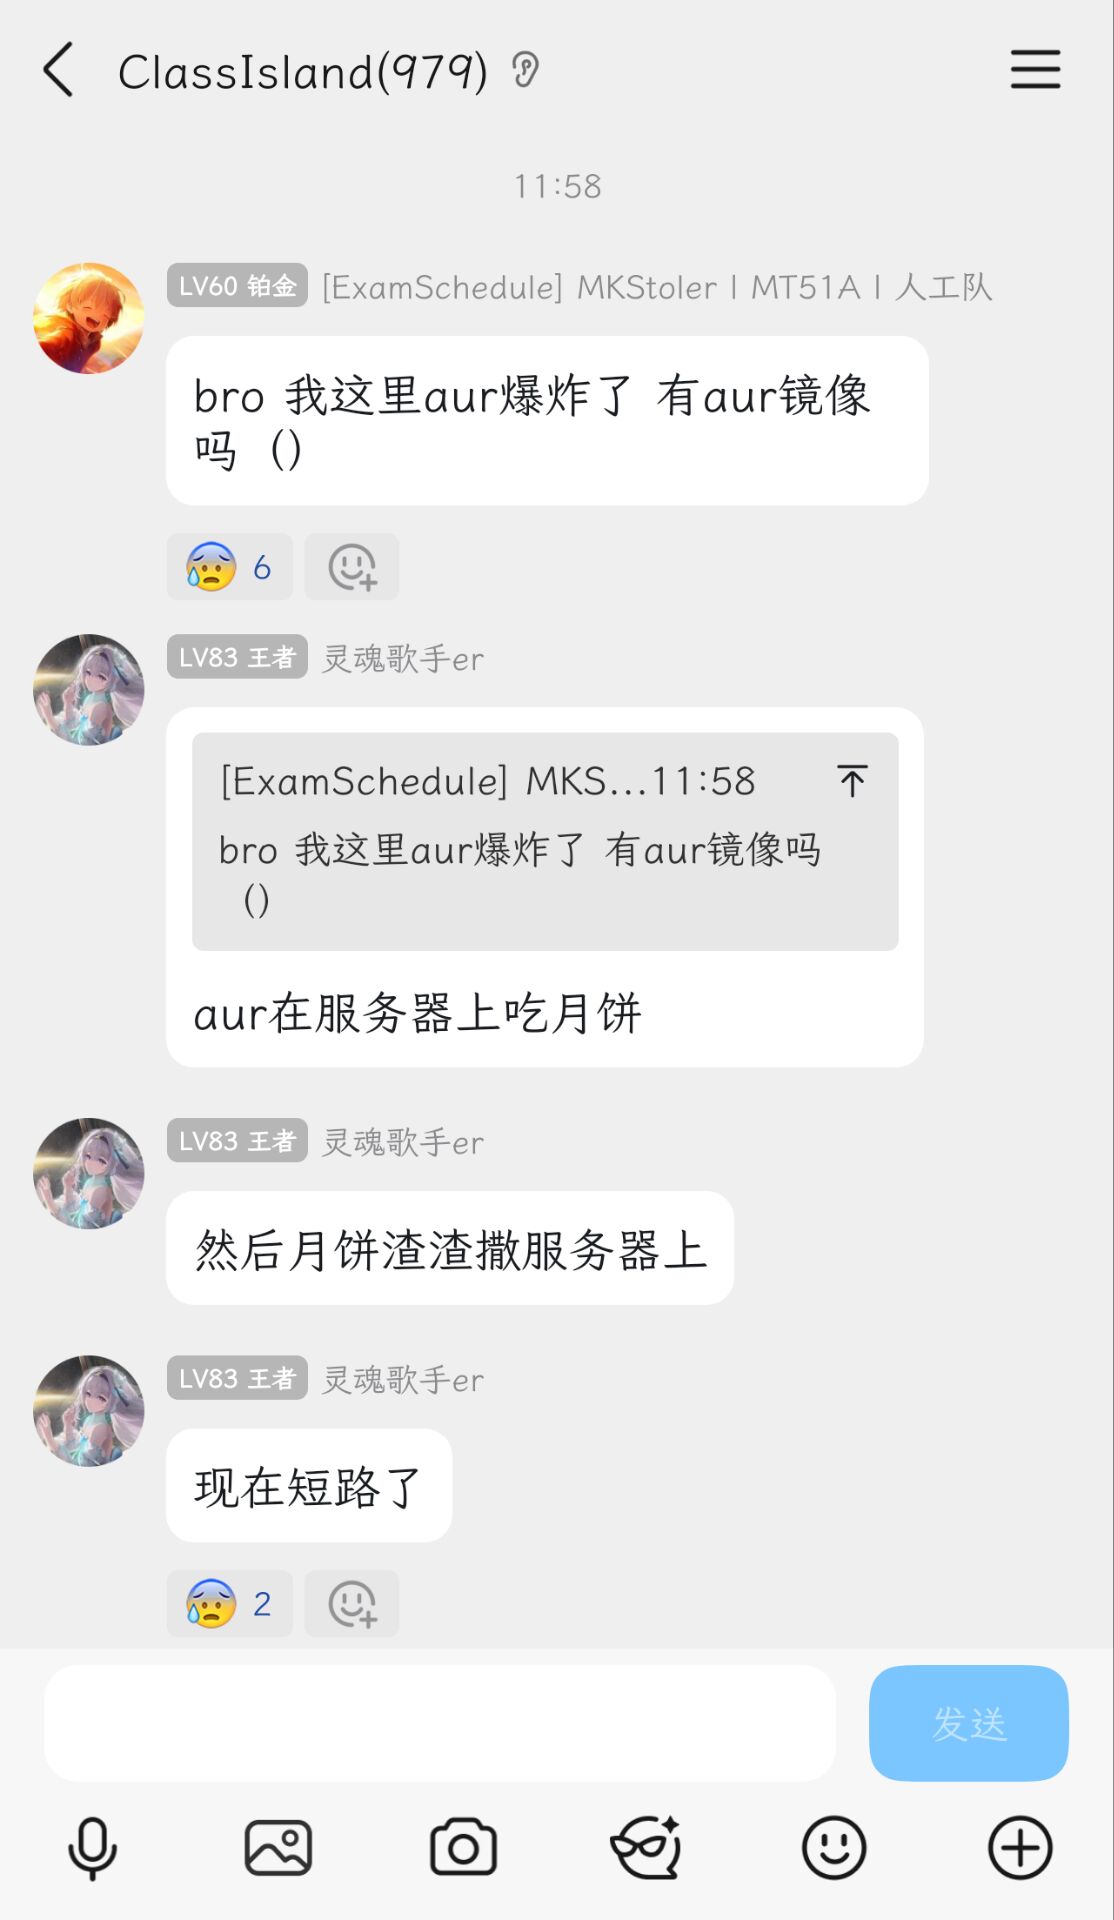 ClassIsland(979)
11:58
LV60 铂金 [ExamSchedule] MKStoler | MT51A | 人工队
bro 我这里aur爆炸了 有aur镜像
吗（）
6
LV83 王者 灵魂歌手er
[ExamSchedule] MKS...11:58
bro 我这里aur爆炸了 有aur镜像吗
（）
aur在服务器上吃月饼
LV83 王者 灵魂歌手er
然后月饼渣渣撒服务器上
LV83 王者 灵魂歌手er
现在短路了
2
发送